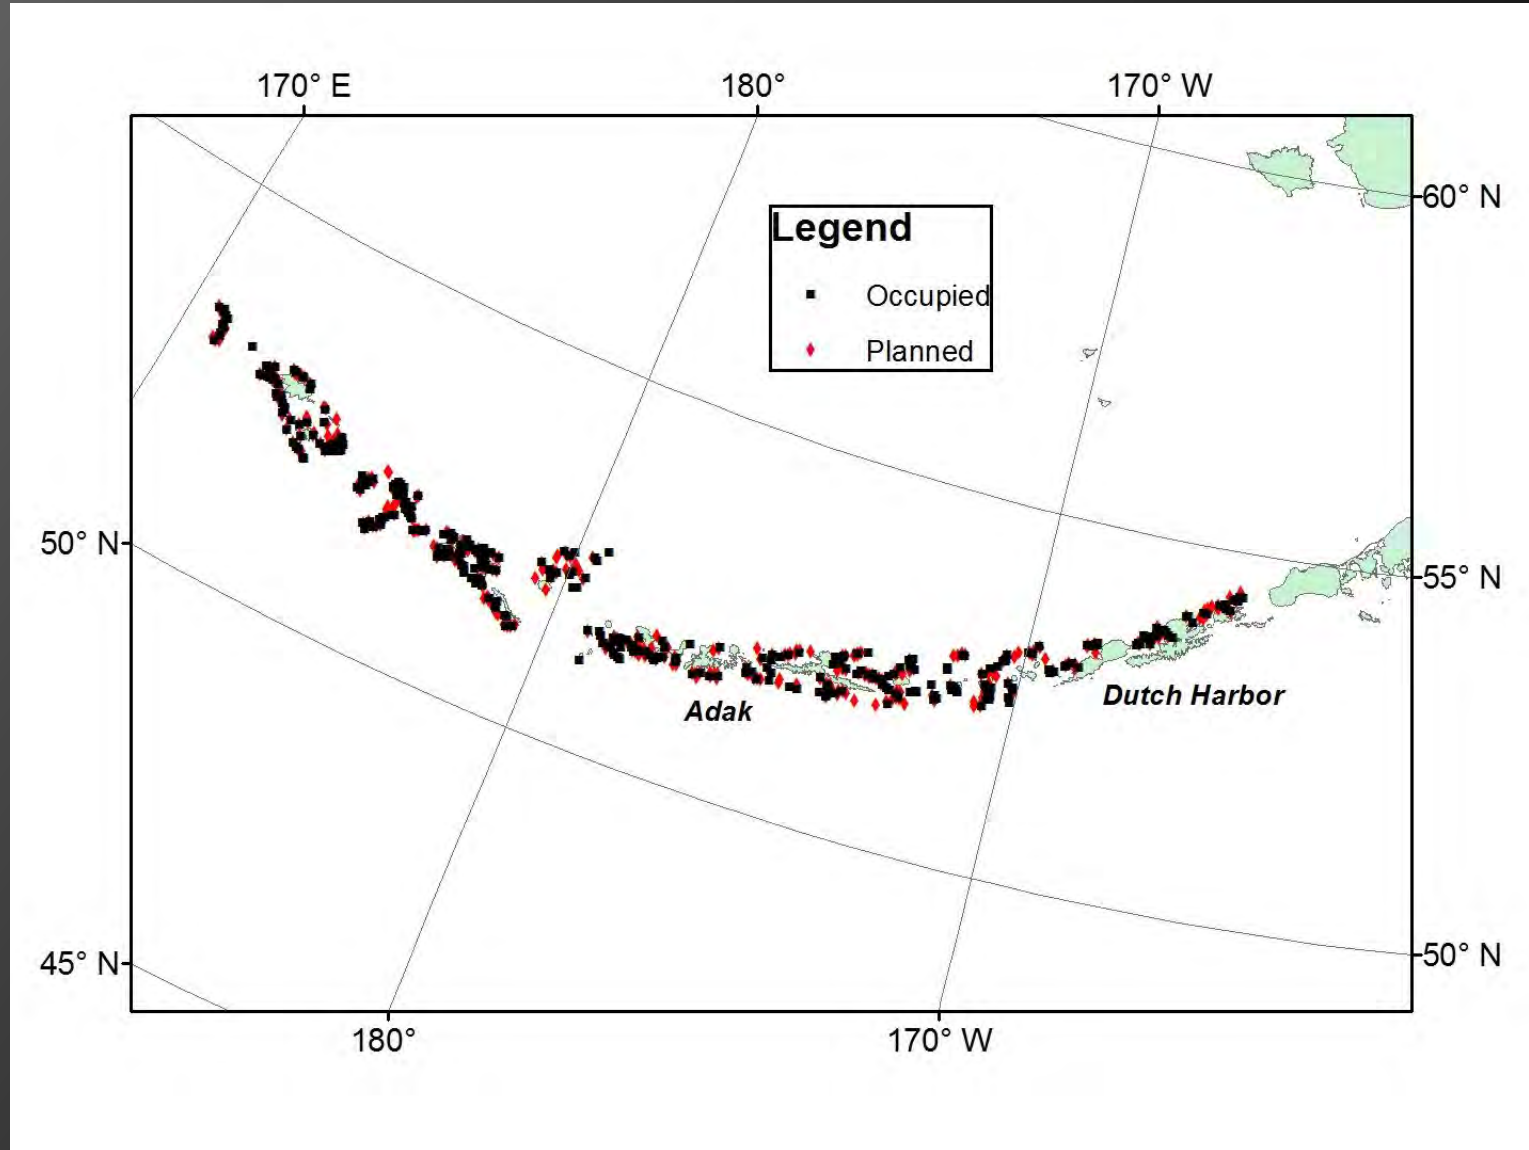 170° E
180°
170° W
60° N
Legend
Occupied
Planned
50° N
55° N
Adak
Dutch Harbor
45° N
50° N
180°
170° W